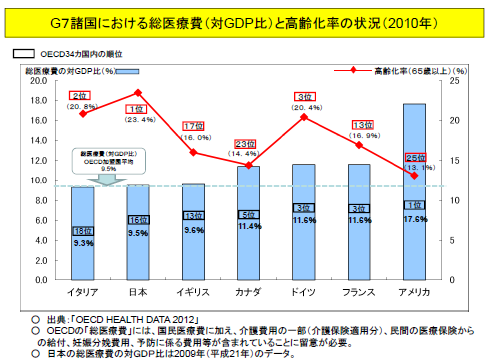 G7諸国における総医療費(対GDP比)と高齢化率の状況(2010年)
OECD34カ国内の順位
総医療費の対GDP比(%)
高齢化率(65歳以上)(%)
20.0
18.0
16.0
14.0
12.0
10.0
8.0
6.0
4.0
2.0
0.0
25
20
15
10
5
0
2位
(20.8%)
1位
(23.4%)
17位
(16.0%)
23位
(14.4%)
3位
(20.4%)
13位
(16.9%)
25位
(13.1%)
総医療費(対GDP比)
OECD加盟国平均
9.5%
18位
9.3%
16位
9.5%
13位
9.6%
5位
11.4%
3位
11.6%
3位
11.6%
1位
17.6%
イタリア 日本 イギリス カナダ ドイツ フランス アメリカ
○ 出典:「OECD HEALTH DATA 2012」
○ OECDの「総医療費」には、国民医療費に加え、介護費用の一部(介護保険適用分)、民間の医療保険から
の給付、妊娠分娩費用、予防に係る費用等が含まれていることに留意が必要。
○ 日本の総医療費の対GDP比は2009年(平成21年)のデータ。